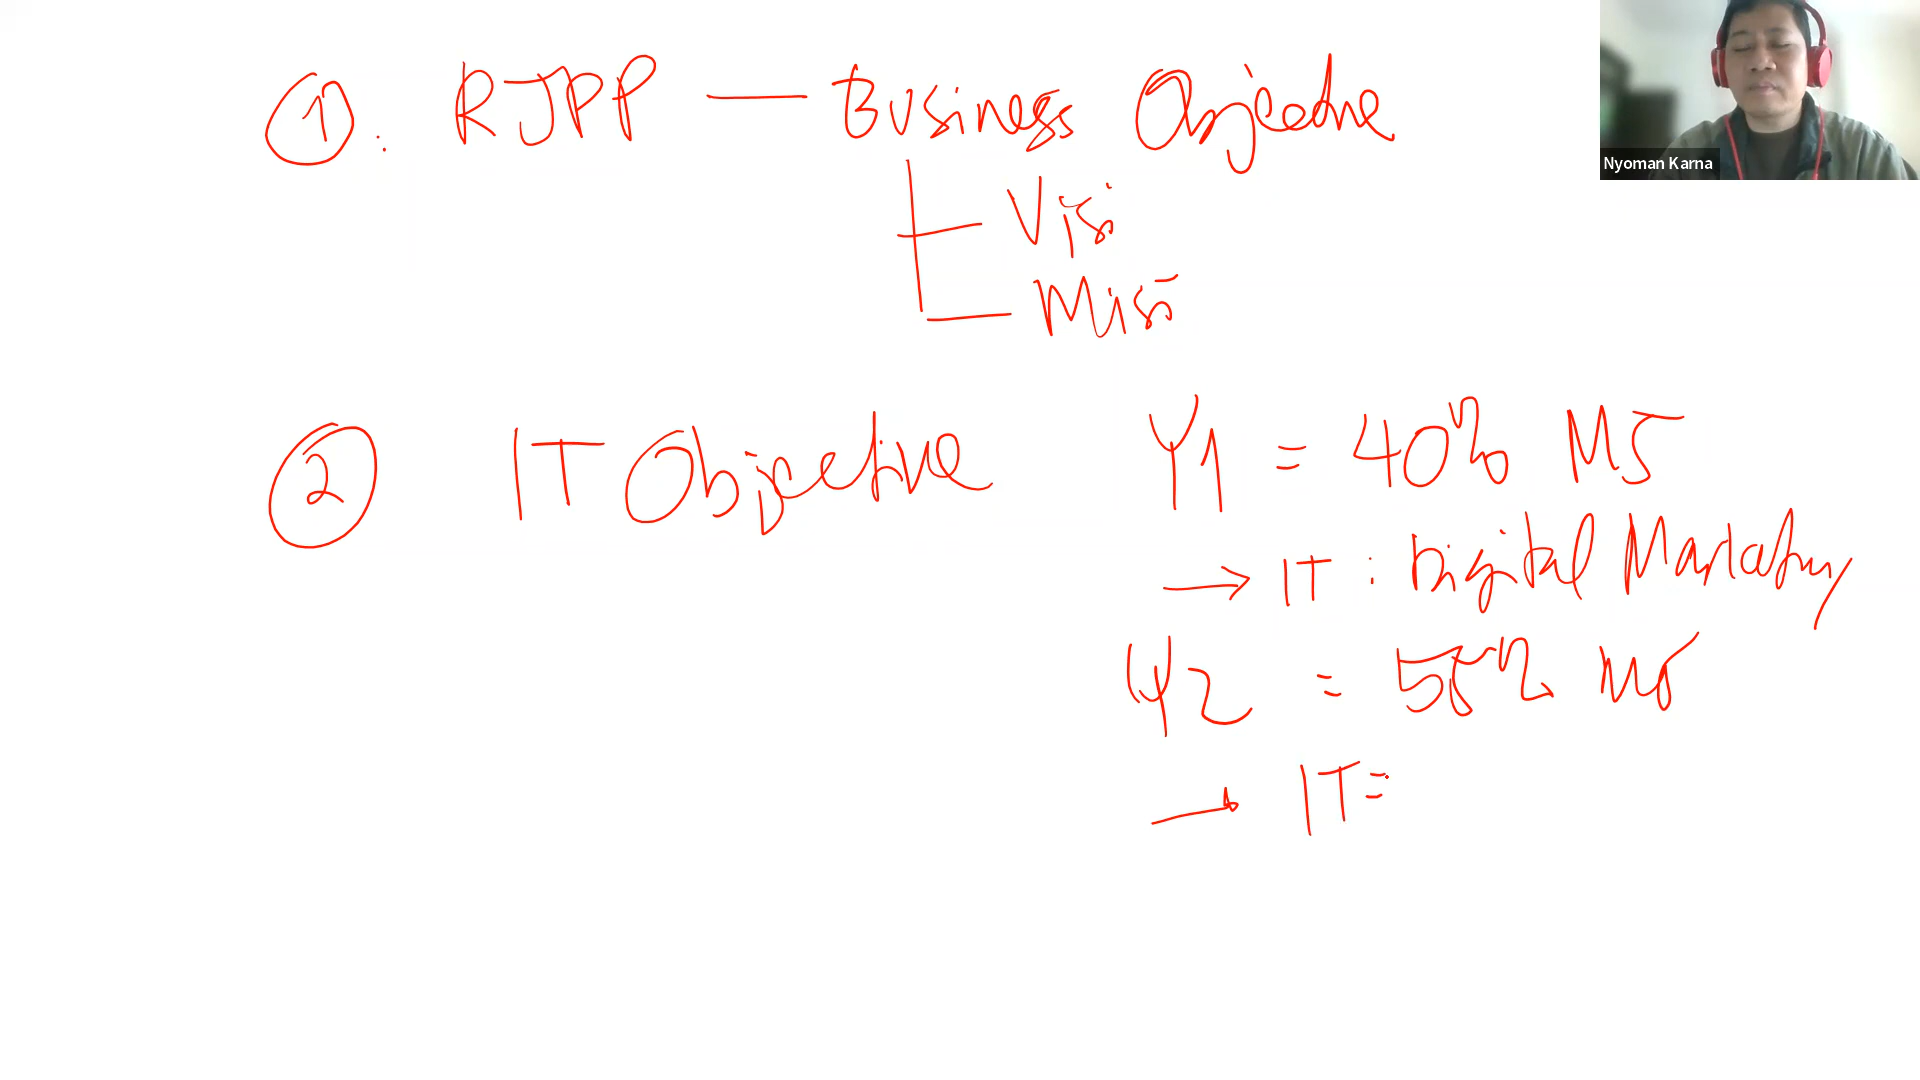 1 : RJPP — Business Objective
Visi
Misi
2 IT Objective
Y1 = 40% MS
→ IT : Digital Marketing
Y2 = 55% MS
→ IT =
Nyoman Karna